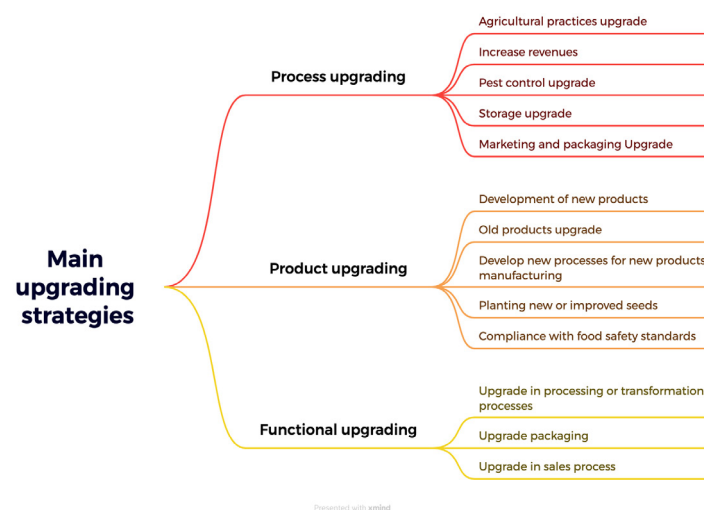 Main
upgrading
strategies
Process upgrading
Agricultural practices upgrade
Increase revenues
Pest control upgrade
Storage upgrade
Marketing and packaging Upgrade
Product upgrading
Development of new products
Old products upgrade
Develop new processes for new products
manufacturing
Planting new or improved seeds
Compliance with food safety standards
Functional upgrading
Upgrade in processing or transformation
processes
Upgrade packaging
Upgrade in sales process
Presented with xmind